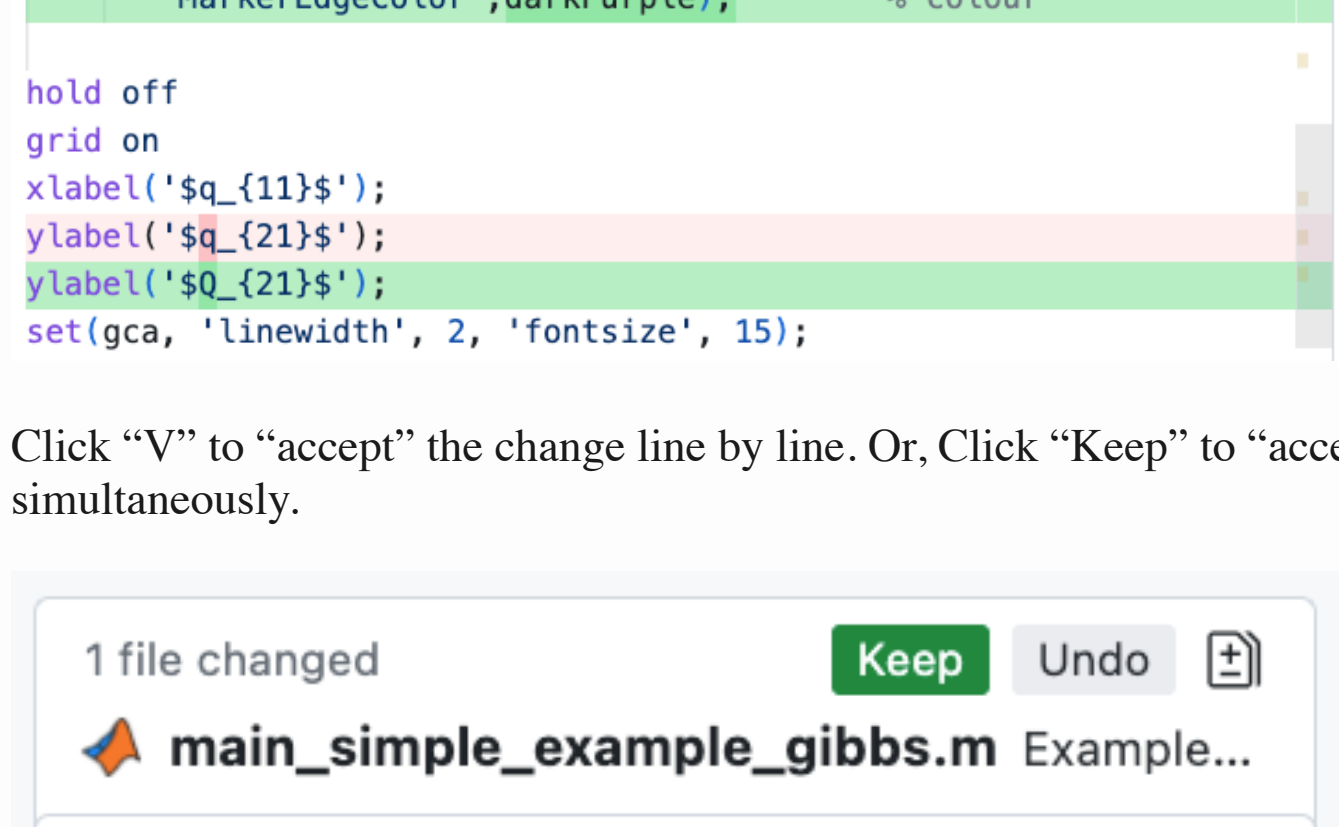 hold off
grid on
xlabel('$q_{11}$');
ylabel('$q_{21}$');
ylabel('$Q_{21}$');
set(gca, 'linewidth', 2, 'fontsize', 15);
Click “V” to “accept” the change line by line. Or, Click “Keep” to “acce
simultaneously.
1 file changed Keep Undo
main_simple_example_gibbs.m Example...